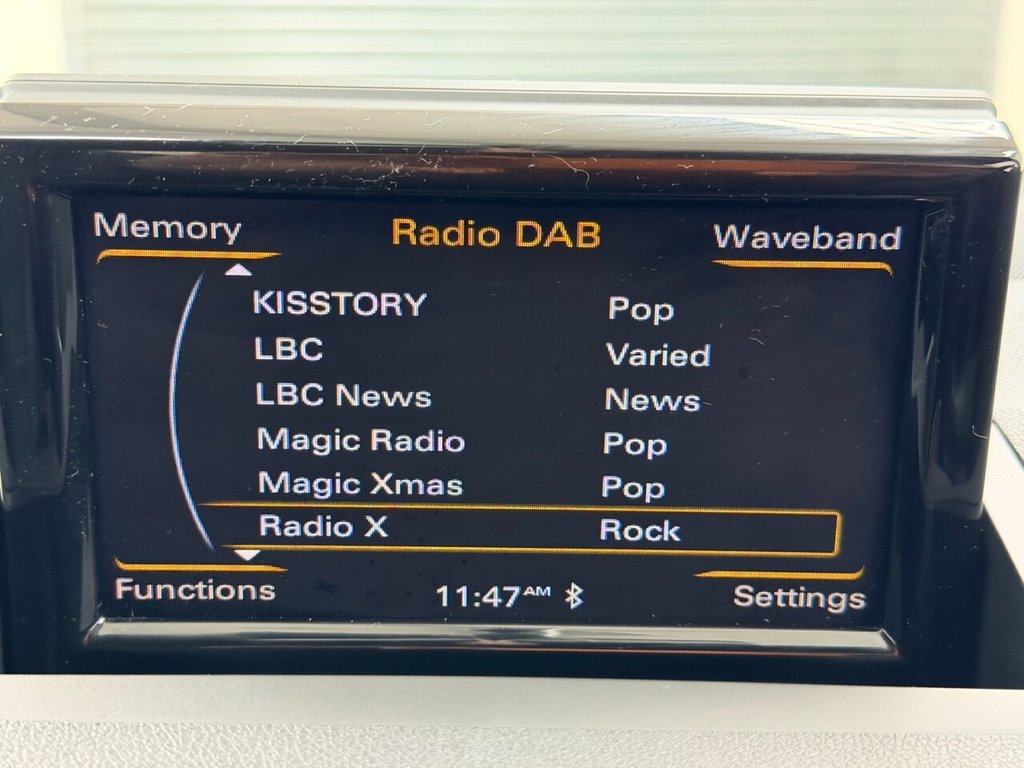 Memory Radio DAB Waveband
KISSTORY Pop
LBC Varied
LBC News News
Magic Radio Pop
Magic Xmas Pop
Radio X Rock
Functions 11:47AM Settings